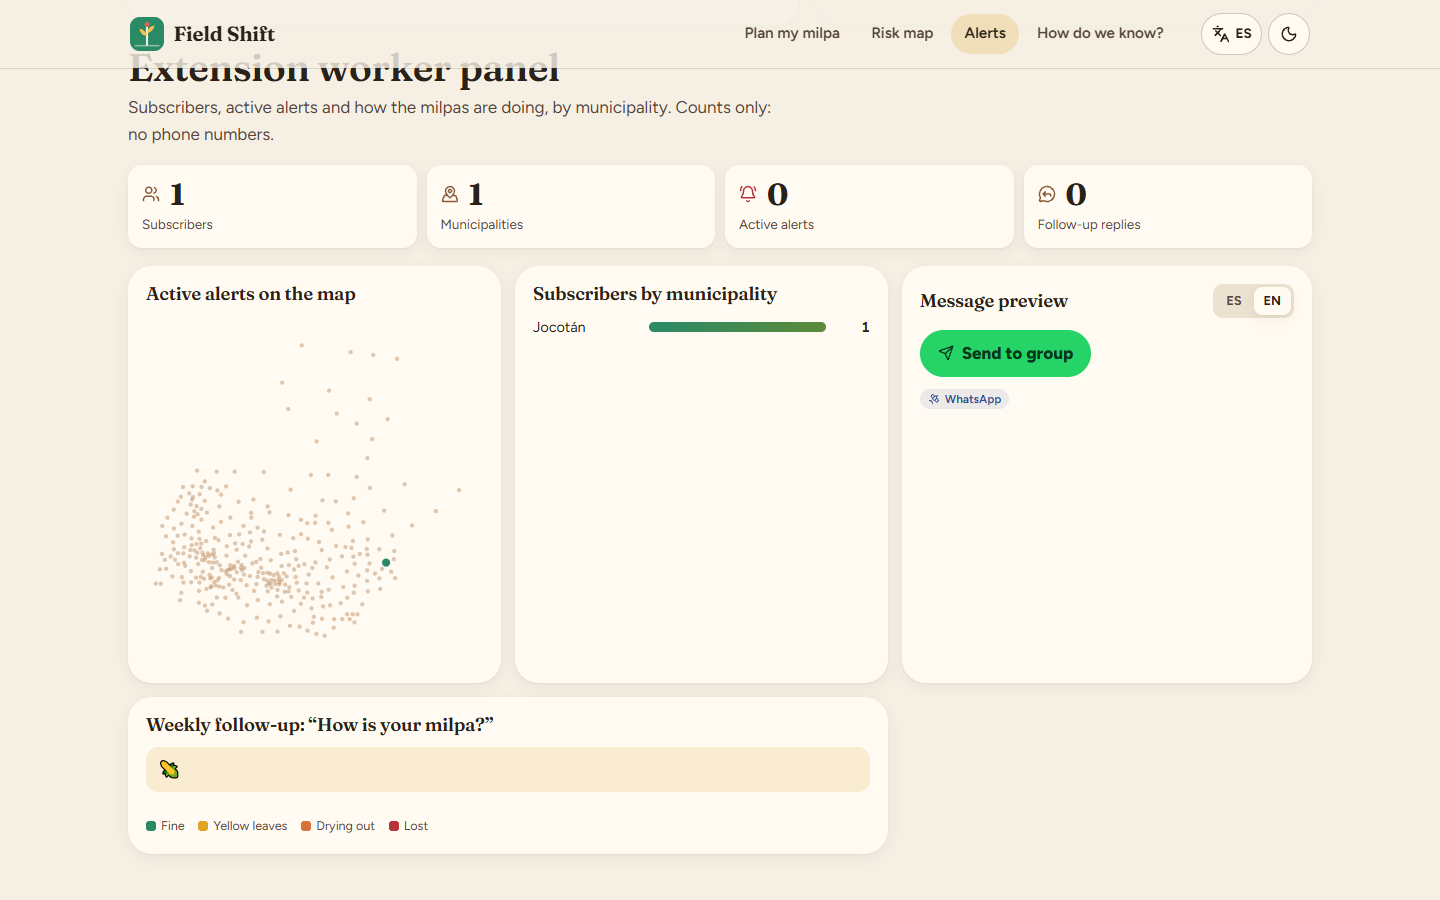 Field Shift
Plan my milpa
Risk map
Alerts
How do we know?
ES
Extension worker panel
Subscribers, active alerts and how the milpas are doing, by municipality. Counts only:
no phone numbers.
1
Subscribers
1
Municipalities
0
Active alerts
0
Follow-up replies
Active alerts on the map
Subscribers by municipality
Jocotán
1
Message preview
ES
EN
Send to group
WhatsApp
Weekly follow-up: “How is your milpa?”
Fine
Yellow leaves
Drying out
Lost